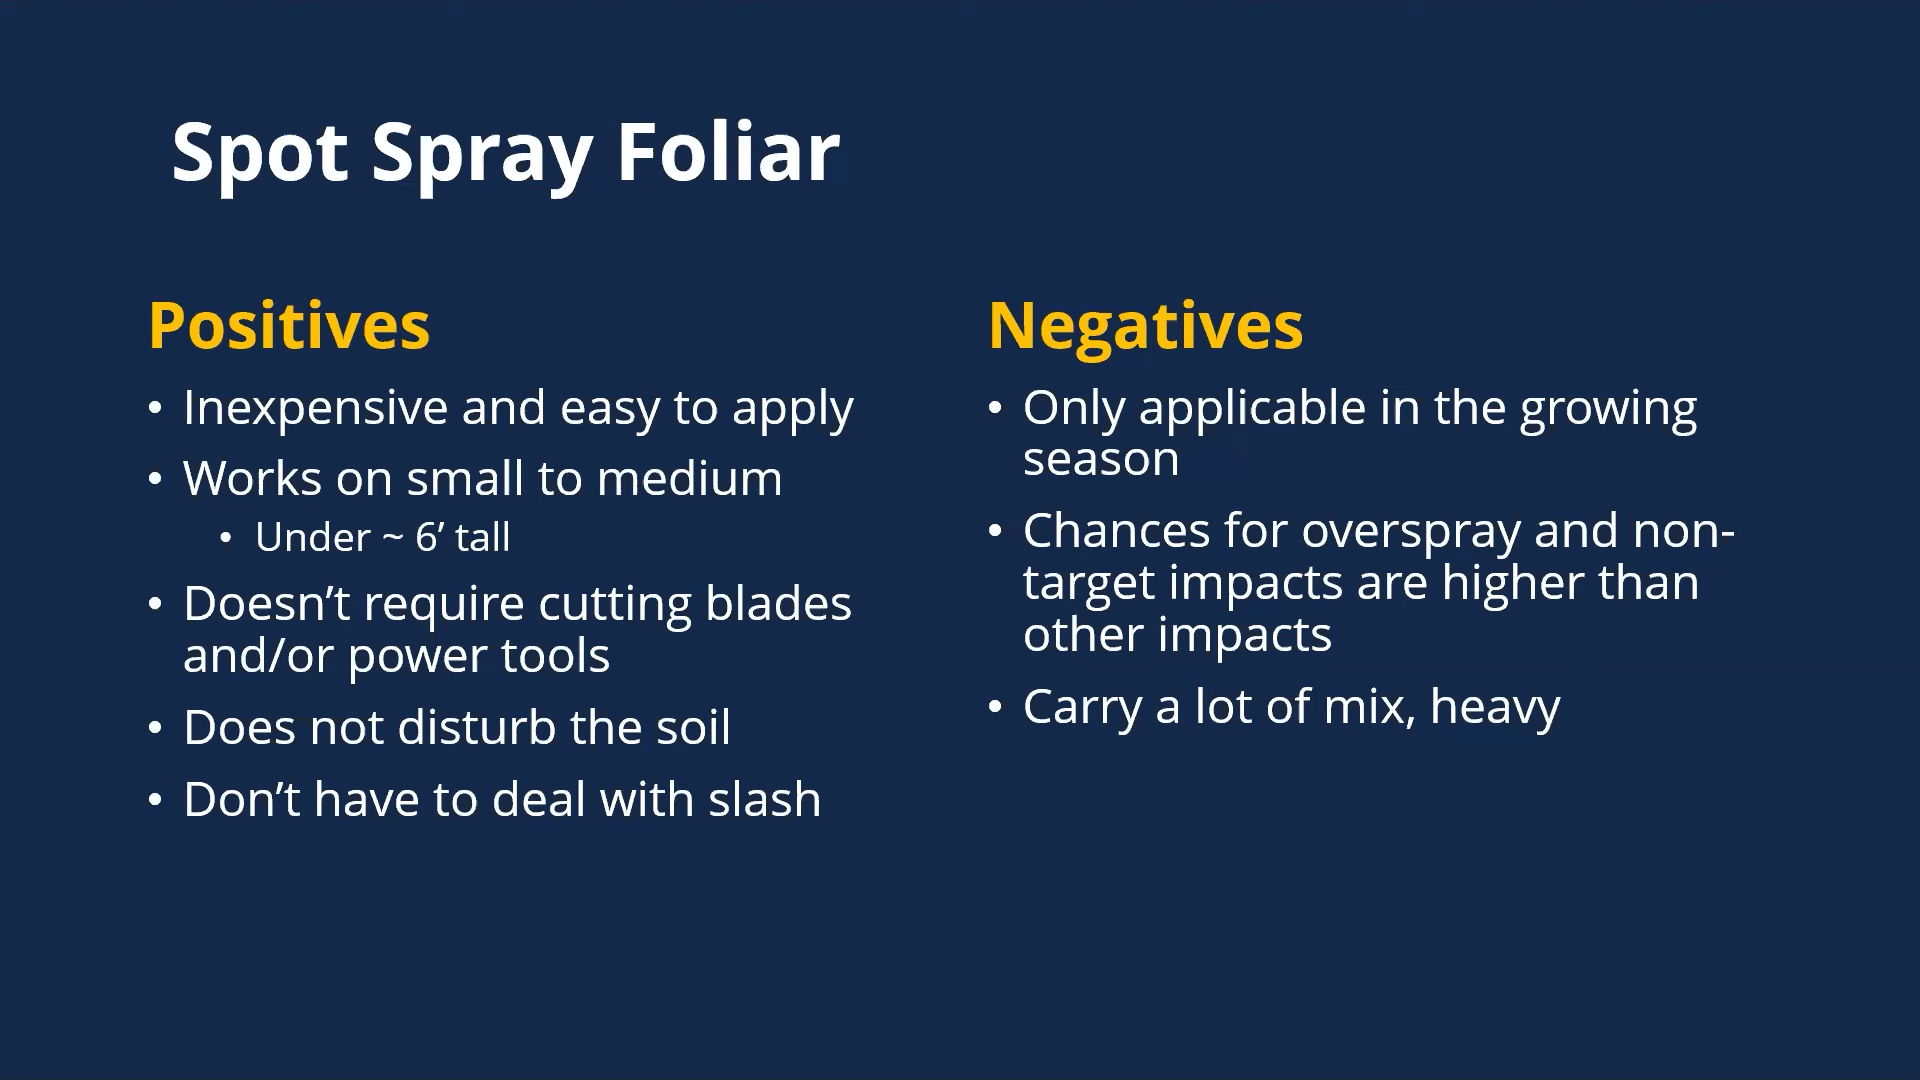 Spot Spray Foliar
Positives
• Inexpensive and easy to apply
• Works on small to medium
• Under ~ 6’ tall
• Doesn’t require cutting blades
and/or power tools
• Does not disturb the soil
• Don’t have to deal with slash
Negatives
• Only applicable in the growing
season
• Chances for overspray and non-
target impacts are higher than
other impacts
• Carry a lot of mix, heavy